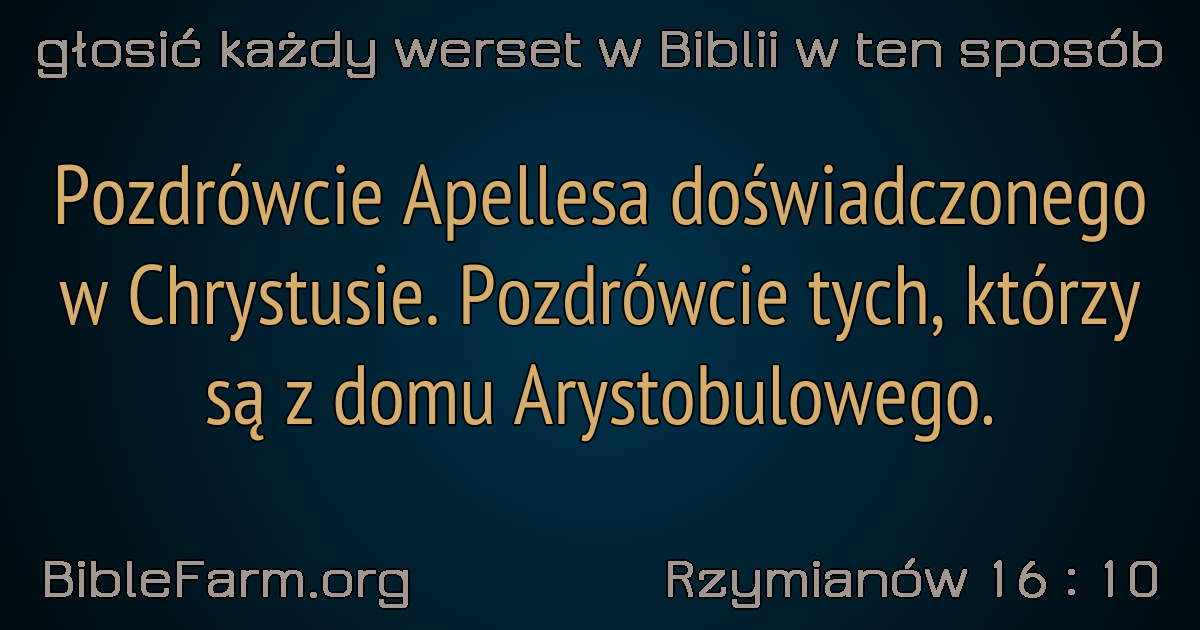 głosić każdy werset w Biblii w ten sposób
Pozdrówcie Apellesa doświadczonego
w Chrystusie. Pozdrówcie tych, którzy
są z domu Arystobulowego.
BibleFarm.org
Rzymianów 16 : 10